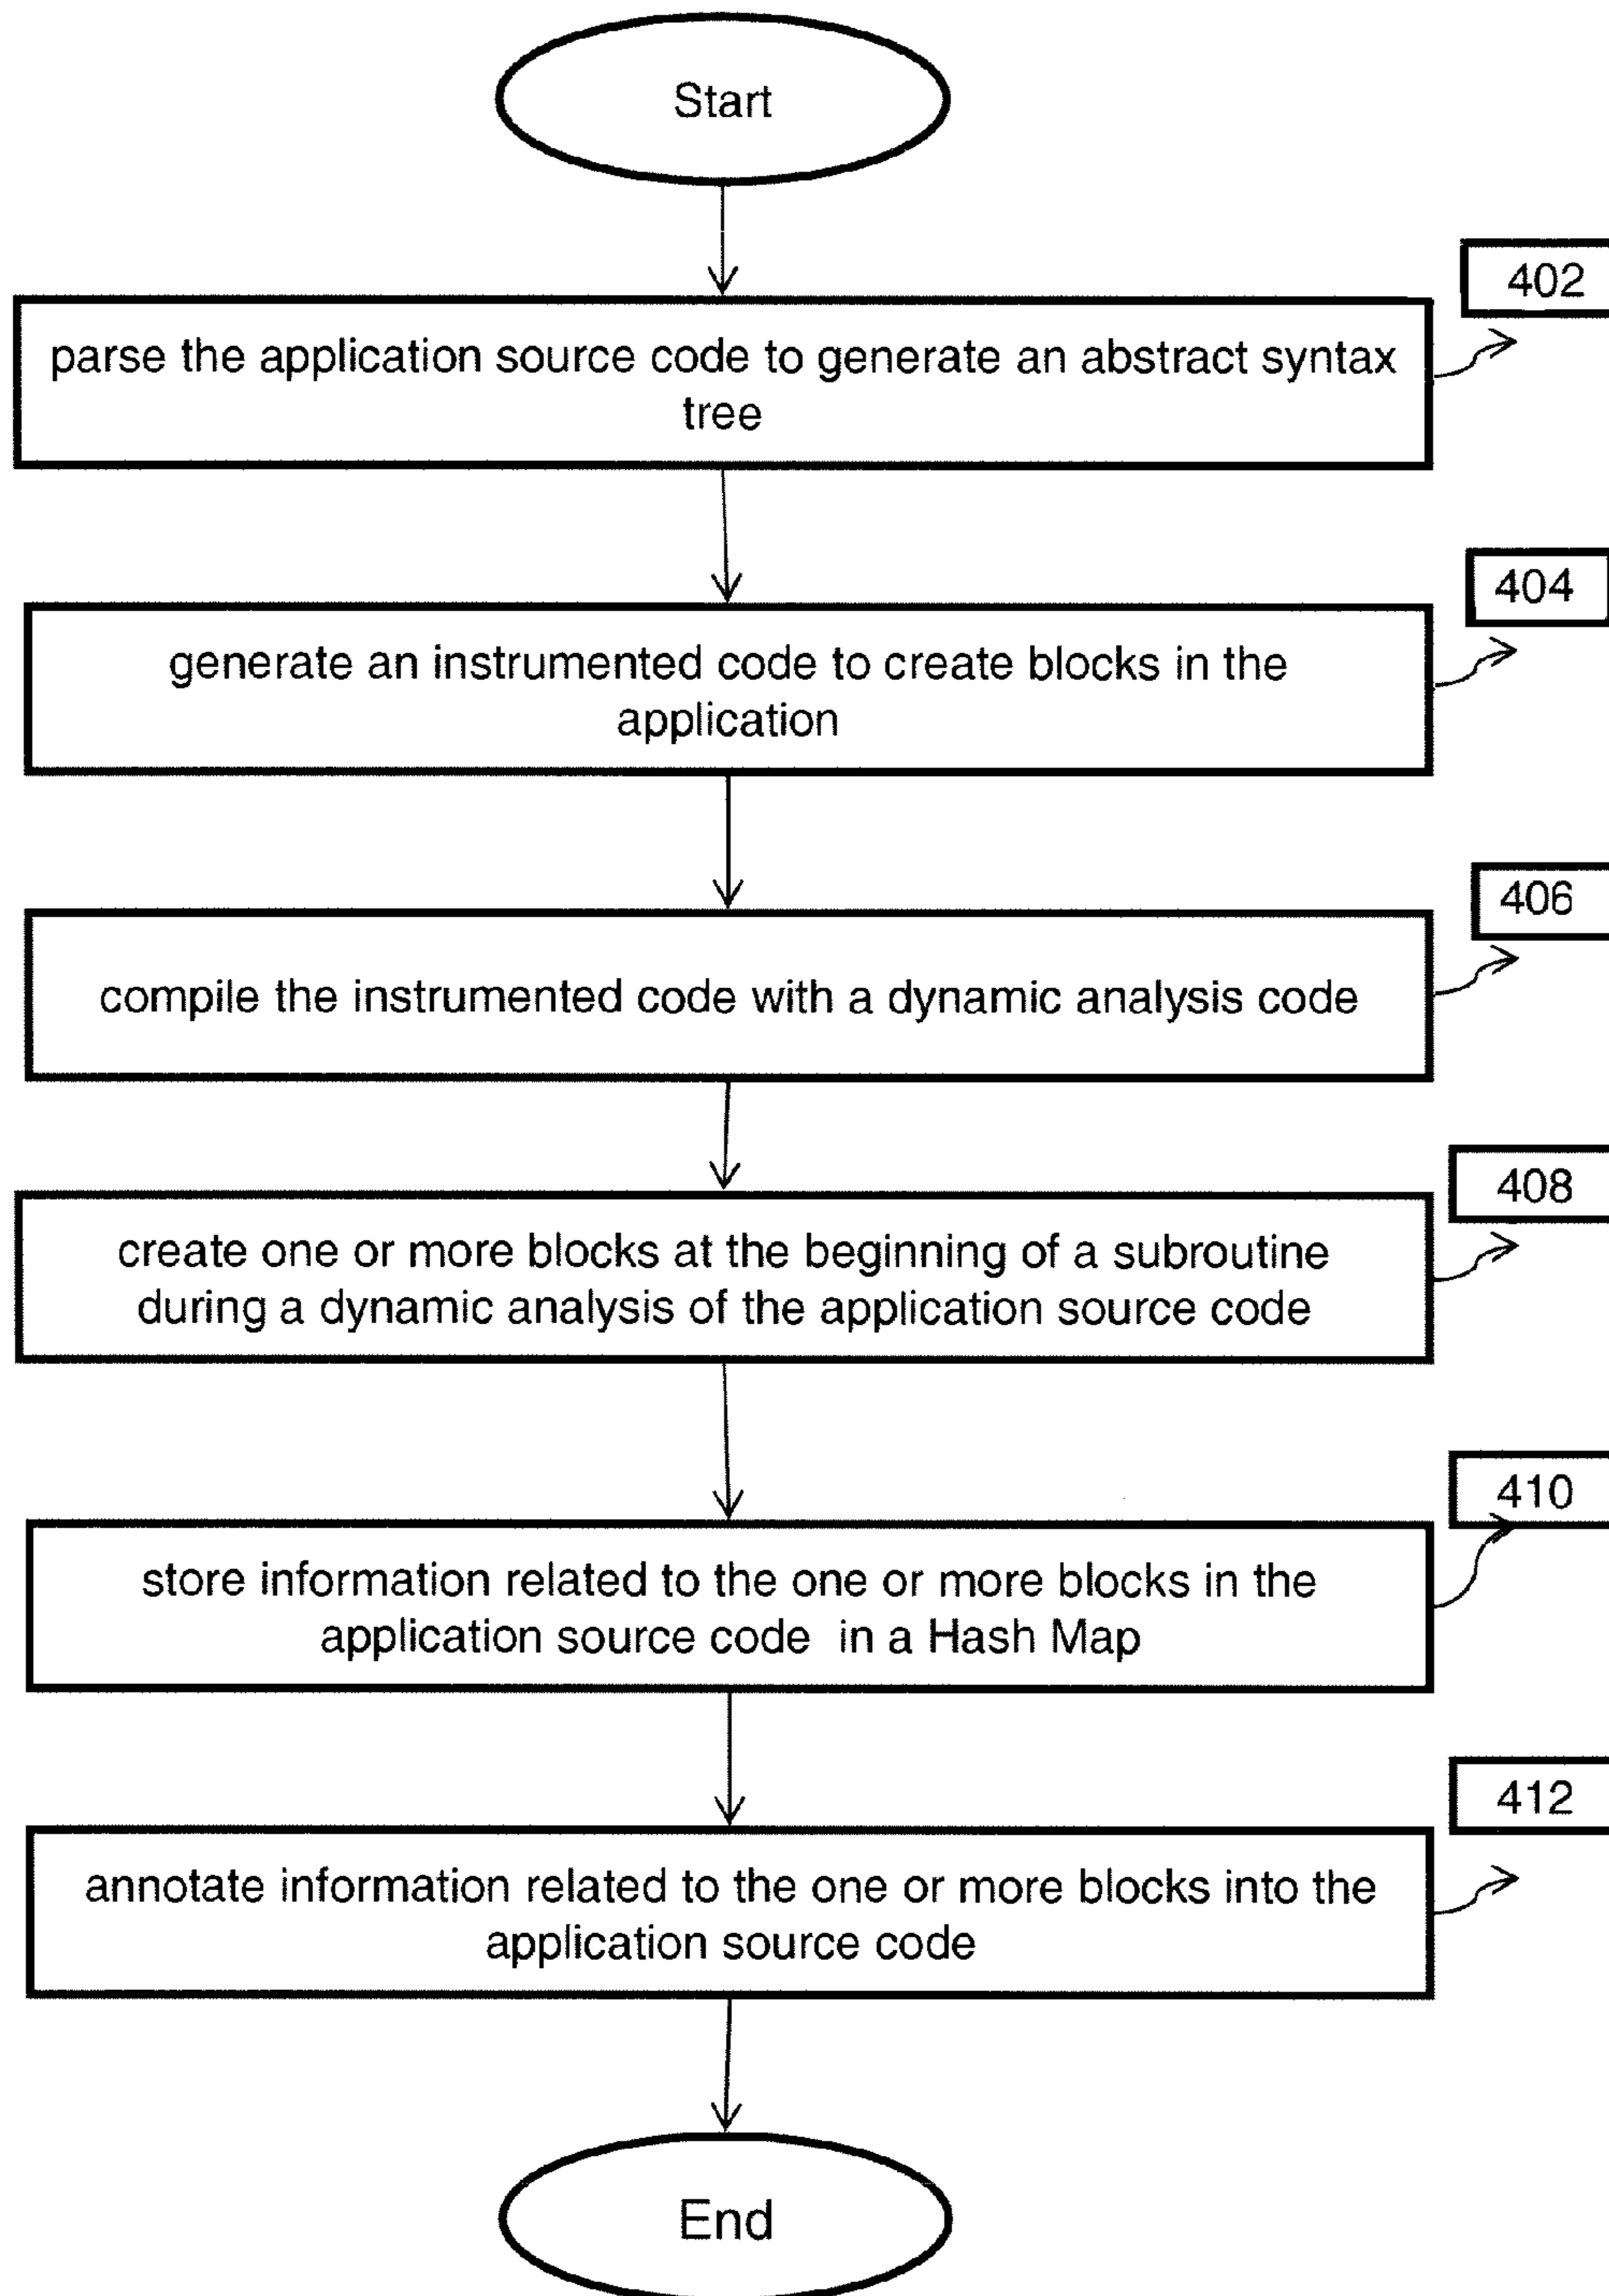 Start
402
parse the application source code to generate an abstract syntax
tree
404
generate an instrumented code to create blocks in the
application
406
compile the instrumented code with a dynamic analysis code
408
create one or more blocks at the beginning of a subroutine
during a dynamic analysis of the application source code
410
store information related to the one or more blocks in the
application source code in a Hash Map
412
annotate information related to the one or more blocks into the
application source code
End